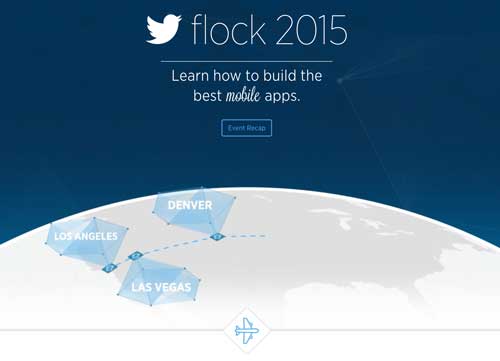 flock 2015
Learn how to build the
best mobile apps.
Event Recap
DENVER
LOS ANGELES
LAS VEGAS